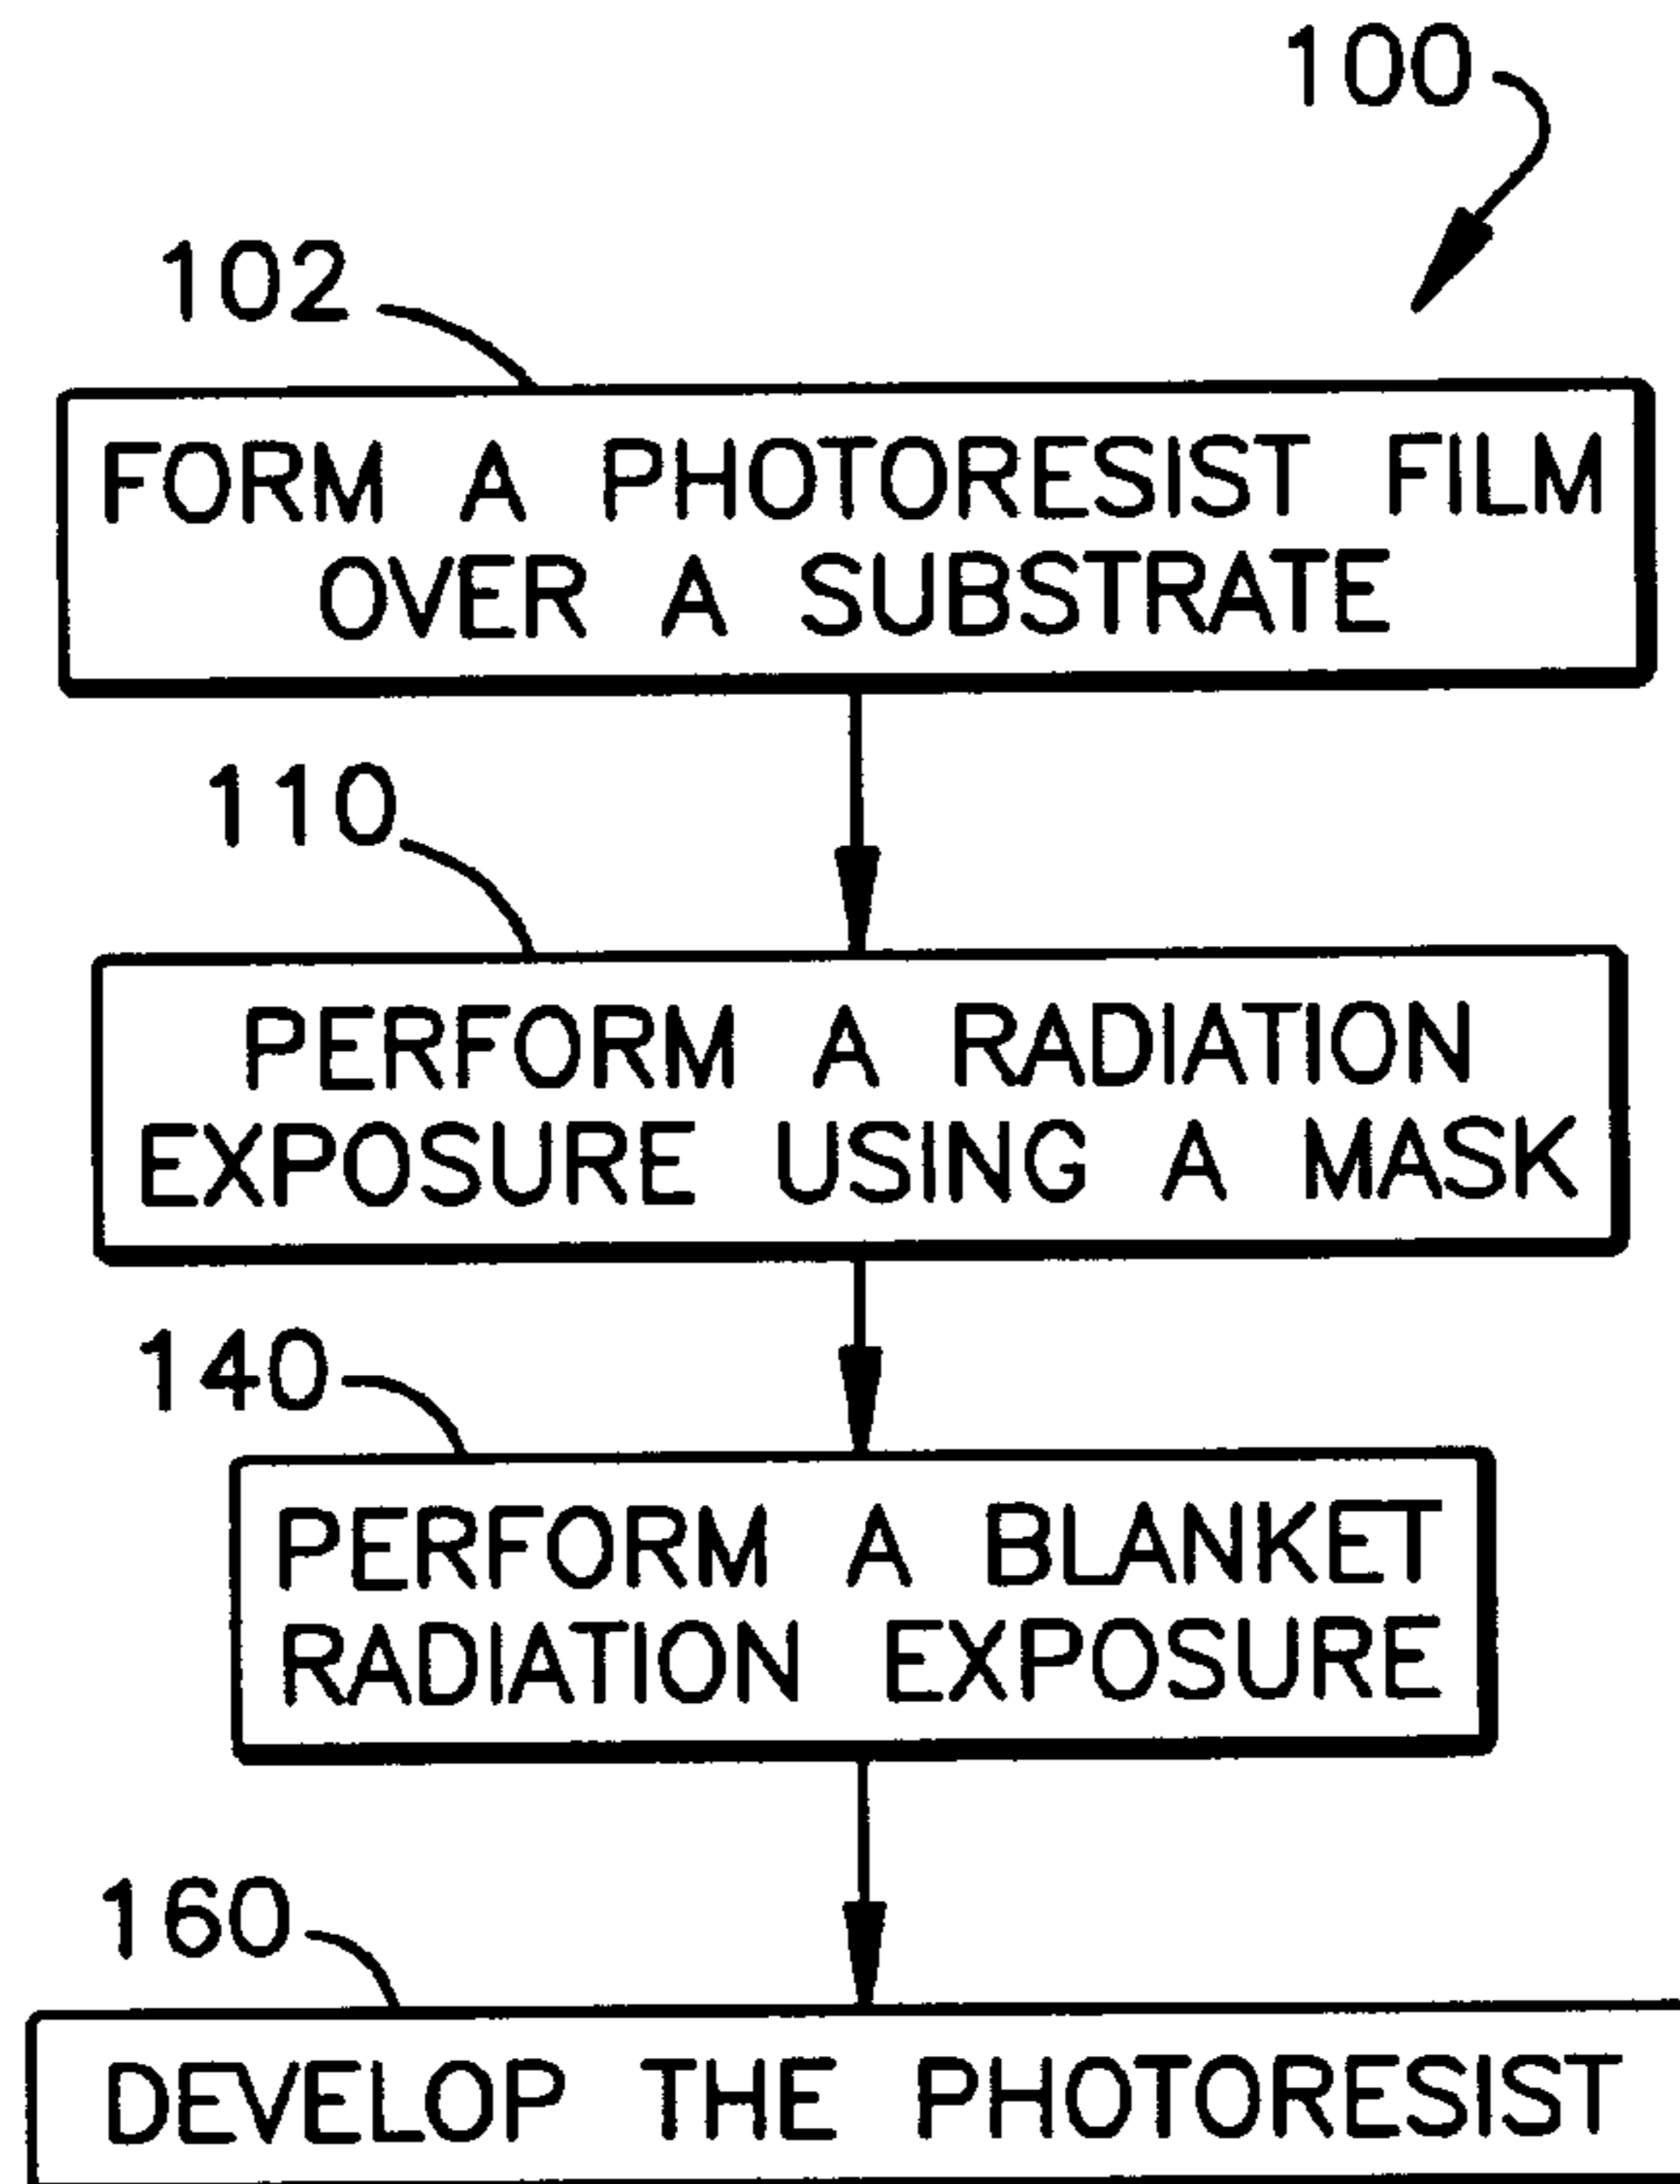 100
102
FORM A PHOTORESIST FILM
OVER A SUBSTRATE
110
PERFORM A RADIATION
EXPOSURE USING A MASK
140
PERFORM A BLANKET
RADIATION EXPOSURE
160
DEVELOP THE PHOTORESIST